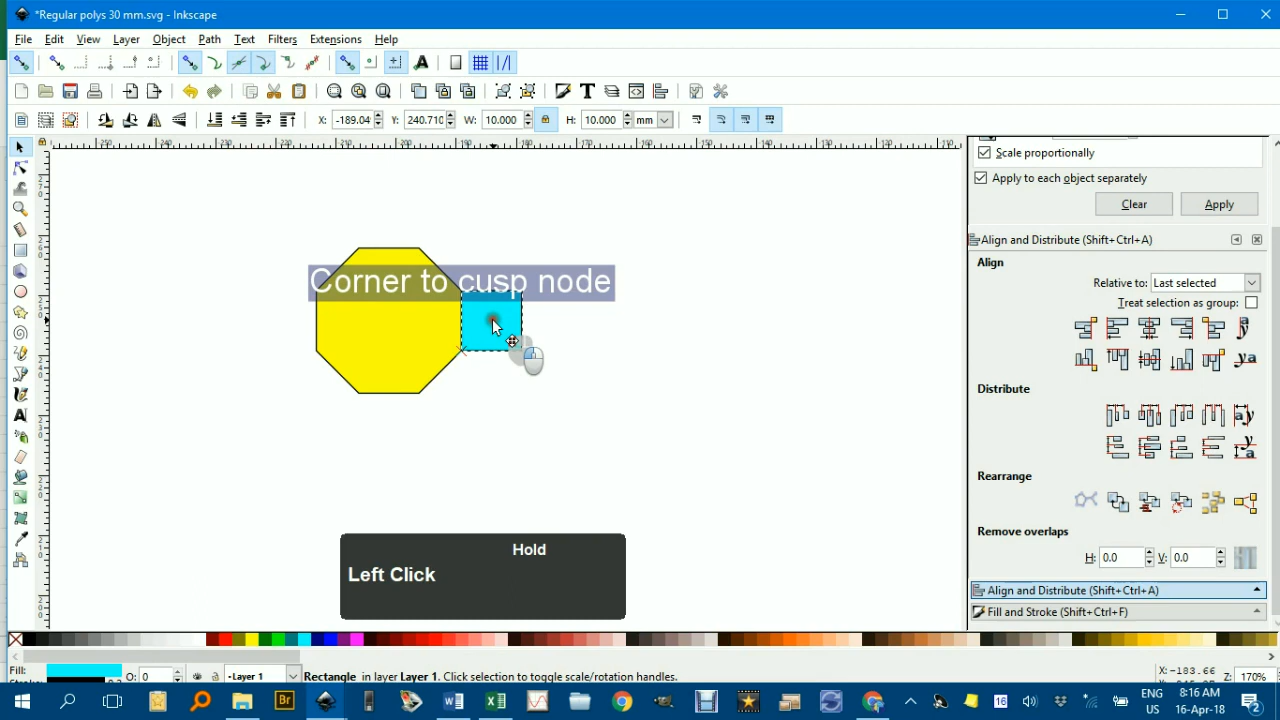 *Regular polys 30 mm.svg - Inkscape
File Edit View Layer Object Path Text Filters Extensions Help
X: -189.04 Y: 240.710 W: 10.000 H: 10.000 mm
Scale proportionally
Apply to each object separately
Clear Apply
Align and Distribute (Shift+Ctrl+A)
Align
Relative to: Last selected
Treat selection as group:
Corner to cusp node
Distribute
Rearrange
Remove overlaps
H: 0.0 V: 0.0
Hold
Left Click
Align and Distribute (Shift+Ctrl+A)
Fill and Stroke (Shift+Ctrl+F)
Fill:
O: 0
-Layer 1
Rectangle in layer Layer 1. Click selection to toggle scale/rotation handles.
X: -183.66
Z: 170%
Br
ENG
US
16
8:16 AM
16-Apr-18
2